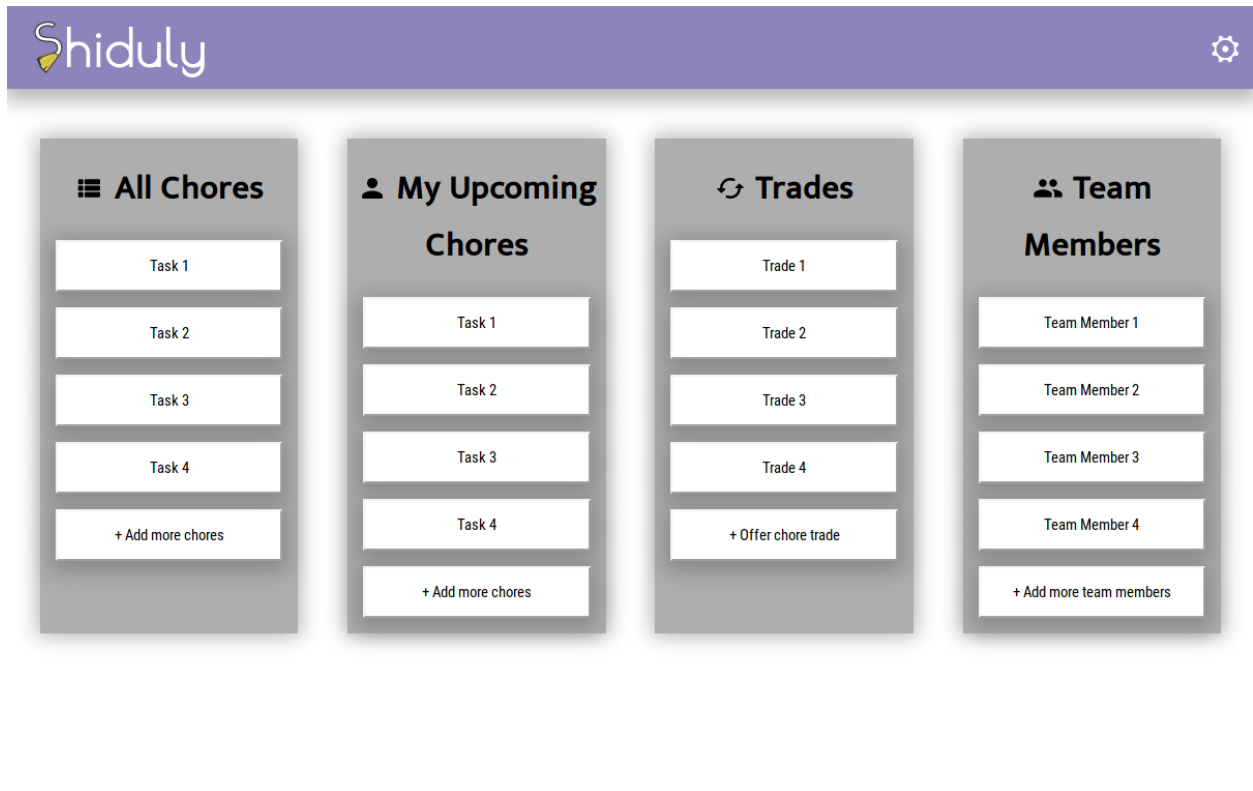 Shiduly
All Chores
Task 1
Task 2
Task 3
Task 4
+ Add more chores
My Upcoming
Chores
Task 1
Task 2
Task 3
Task 4
+ Add more chores
Trades
Trade 1
Trade 2
Trade 3
Trade 4
+ Offer chore trade
Team
Members
Team Member 1
Team Member 2
Team Member 3
Team Member 4
+ Add more team members